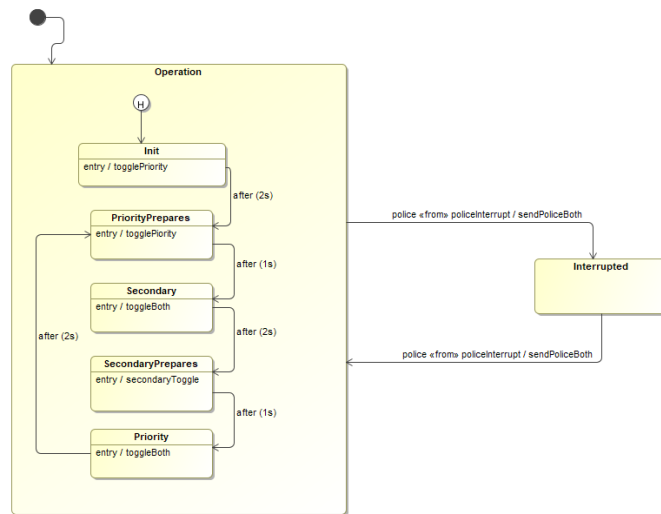 Operation
H
Init
entry / togglePriority
after (2s)
PriorityPrepares
entry / togglePiority
after (1s)
Secondary
entry / toggleBoth
after (2s)
after (2s)
SecondaryPrepares
entry / secondaryToggle
after (1s)
Priority
entry / toggleBoth
police «from» policeInterrupt / sendPoliceBoth
Interrupted
police «from» policeInterrupt / sendPoliceBoth